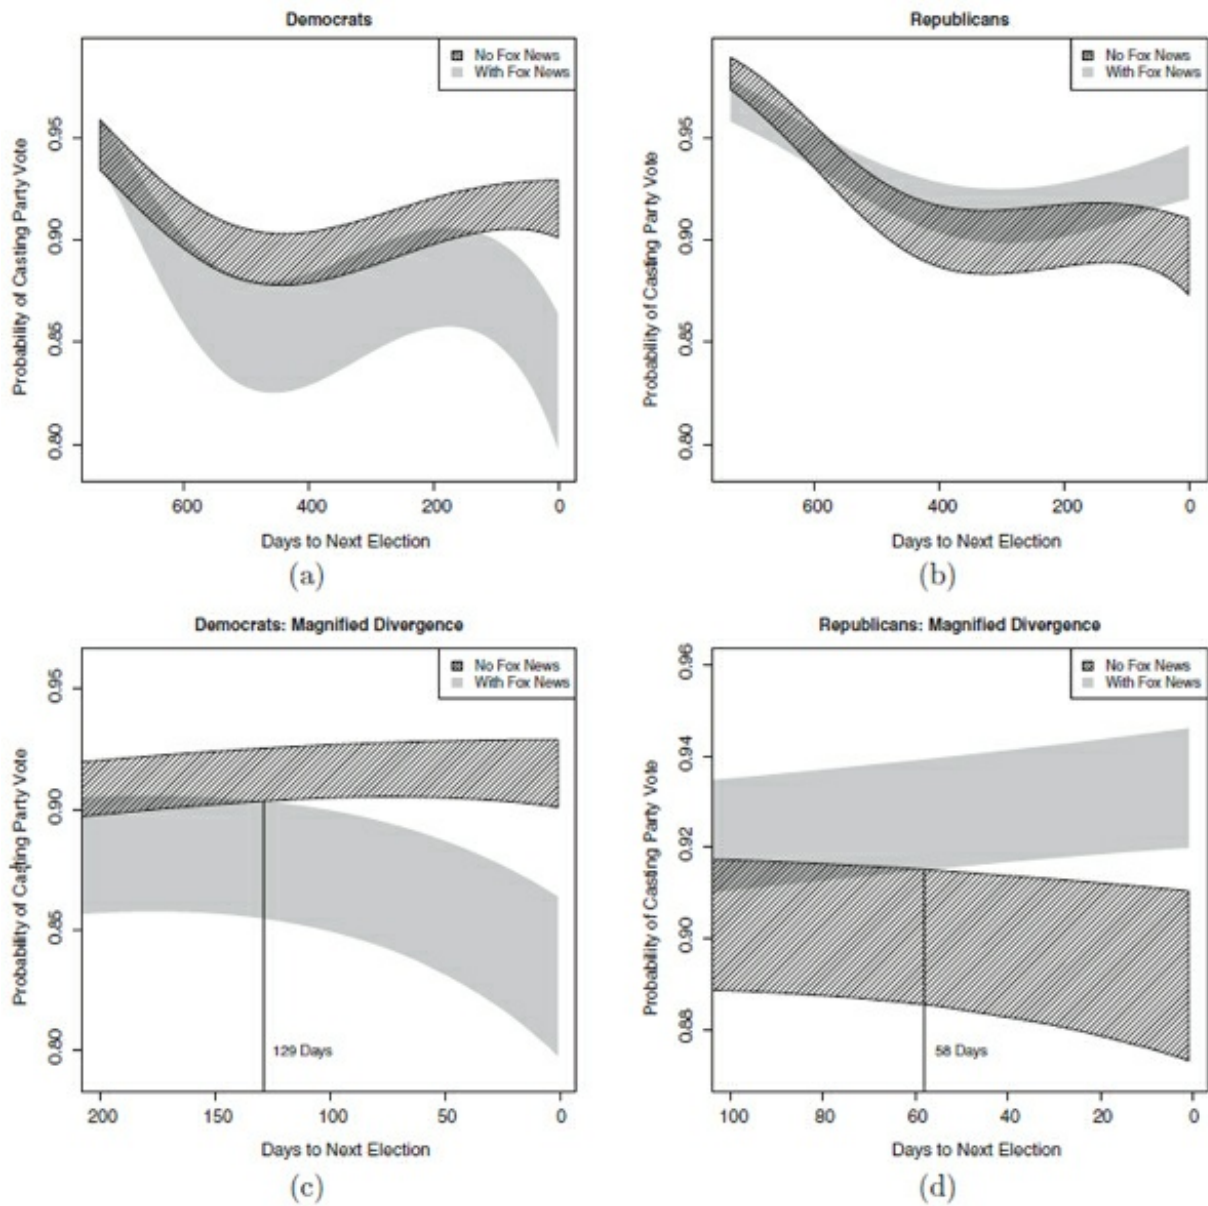 Democrats
No Fox News
With Fox News
Probability of Casting Party Vote
0.95
0.90
0.85
0.80
600
400
200
0
Days to Next Election
(a)
Republicans
No Fox News
With Fox News
Probability of Casting Party Vote
0.95
0.90
0.85
0.80
600
400
200
0
Days to Next Election
(b)
Democrats: Magnified Divergence
No Fox News
With Fox News
Probability of Casting Party Vote
0.95
0.90
0.85
0.80
129 Days
200
150
100
50
0
Days to Next Election
(c)
Republicans: Magnified Divergence
No Fox News
With Fox News
Probability of Casting Party Vote
0.96
0.94
0.92
0.90
0.88
58 Days
100
80
60
40
20
0
Days to Next Election
(d)